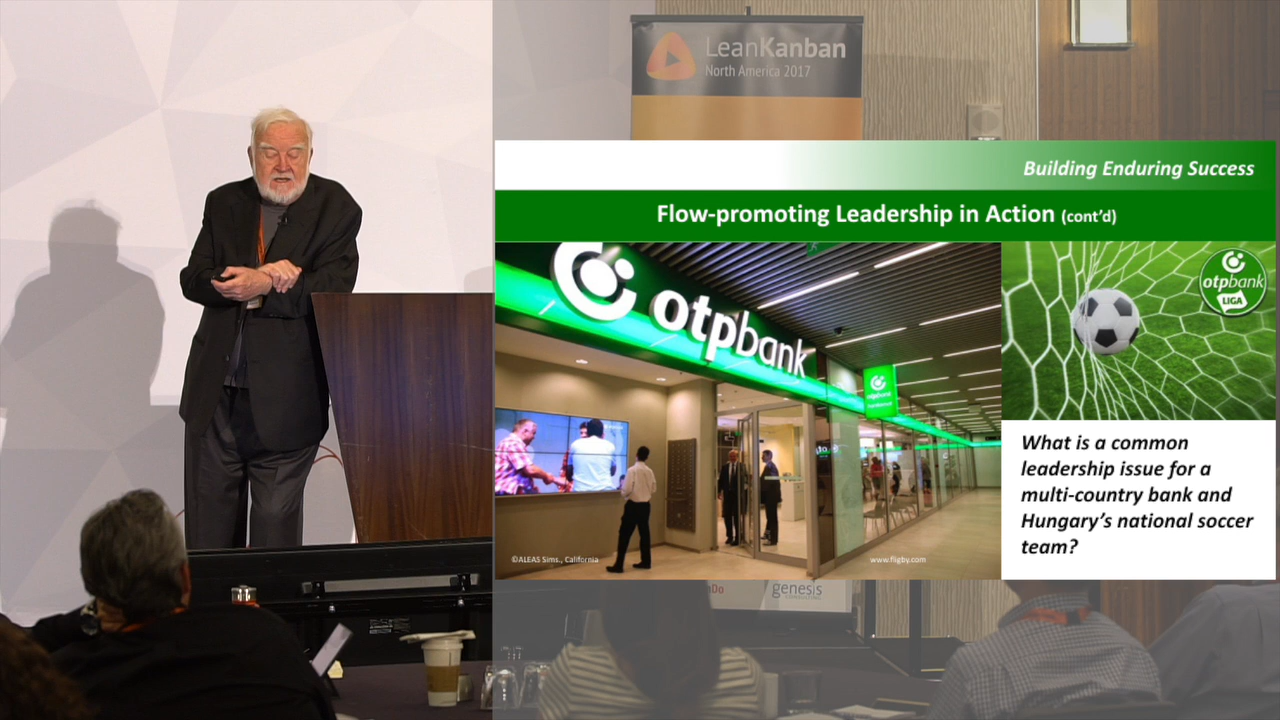 LeanKanban
North America 2017
Building Enduring Success
Flow-promoting Leadership in Action (cont'd)
otpbank
otpbank
LIGA
What is a common
leadership issue for a
multi-country bank and
Hungary's national soccer
team?
©ALEAS Sims., California
www.fligby.com
genesis